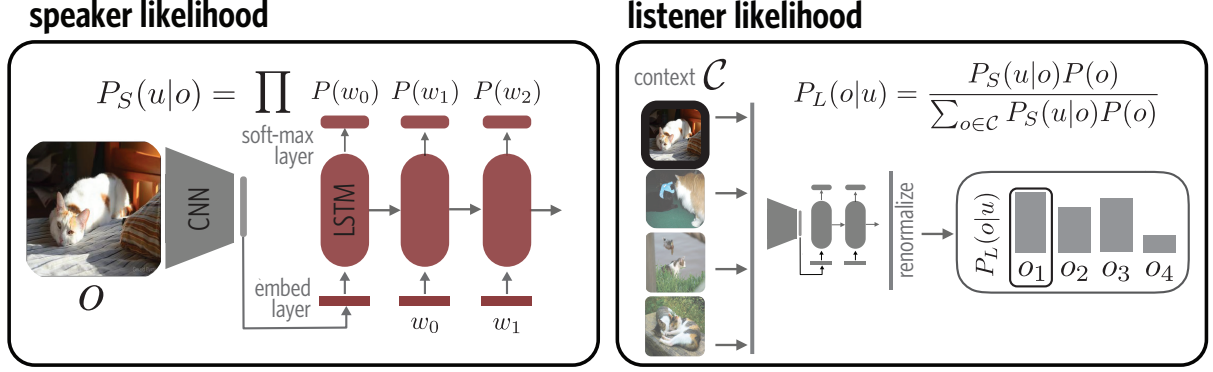 speaker likelihood
P_S(u|o) = ∏ P(w_0) P(w_1) P(w_2)
soft-max
layer
CNN
LSTM
o
embed
layer
w_0 w_1
listener likelihood
context C
P_L(o|u) = P_S(u|o)P(o) / ∑_{o∈C} P_S(u|o)P(o)
renormalize
P_L(o|u)
o_1 o_2 o_3 o_4